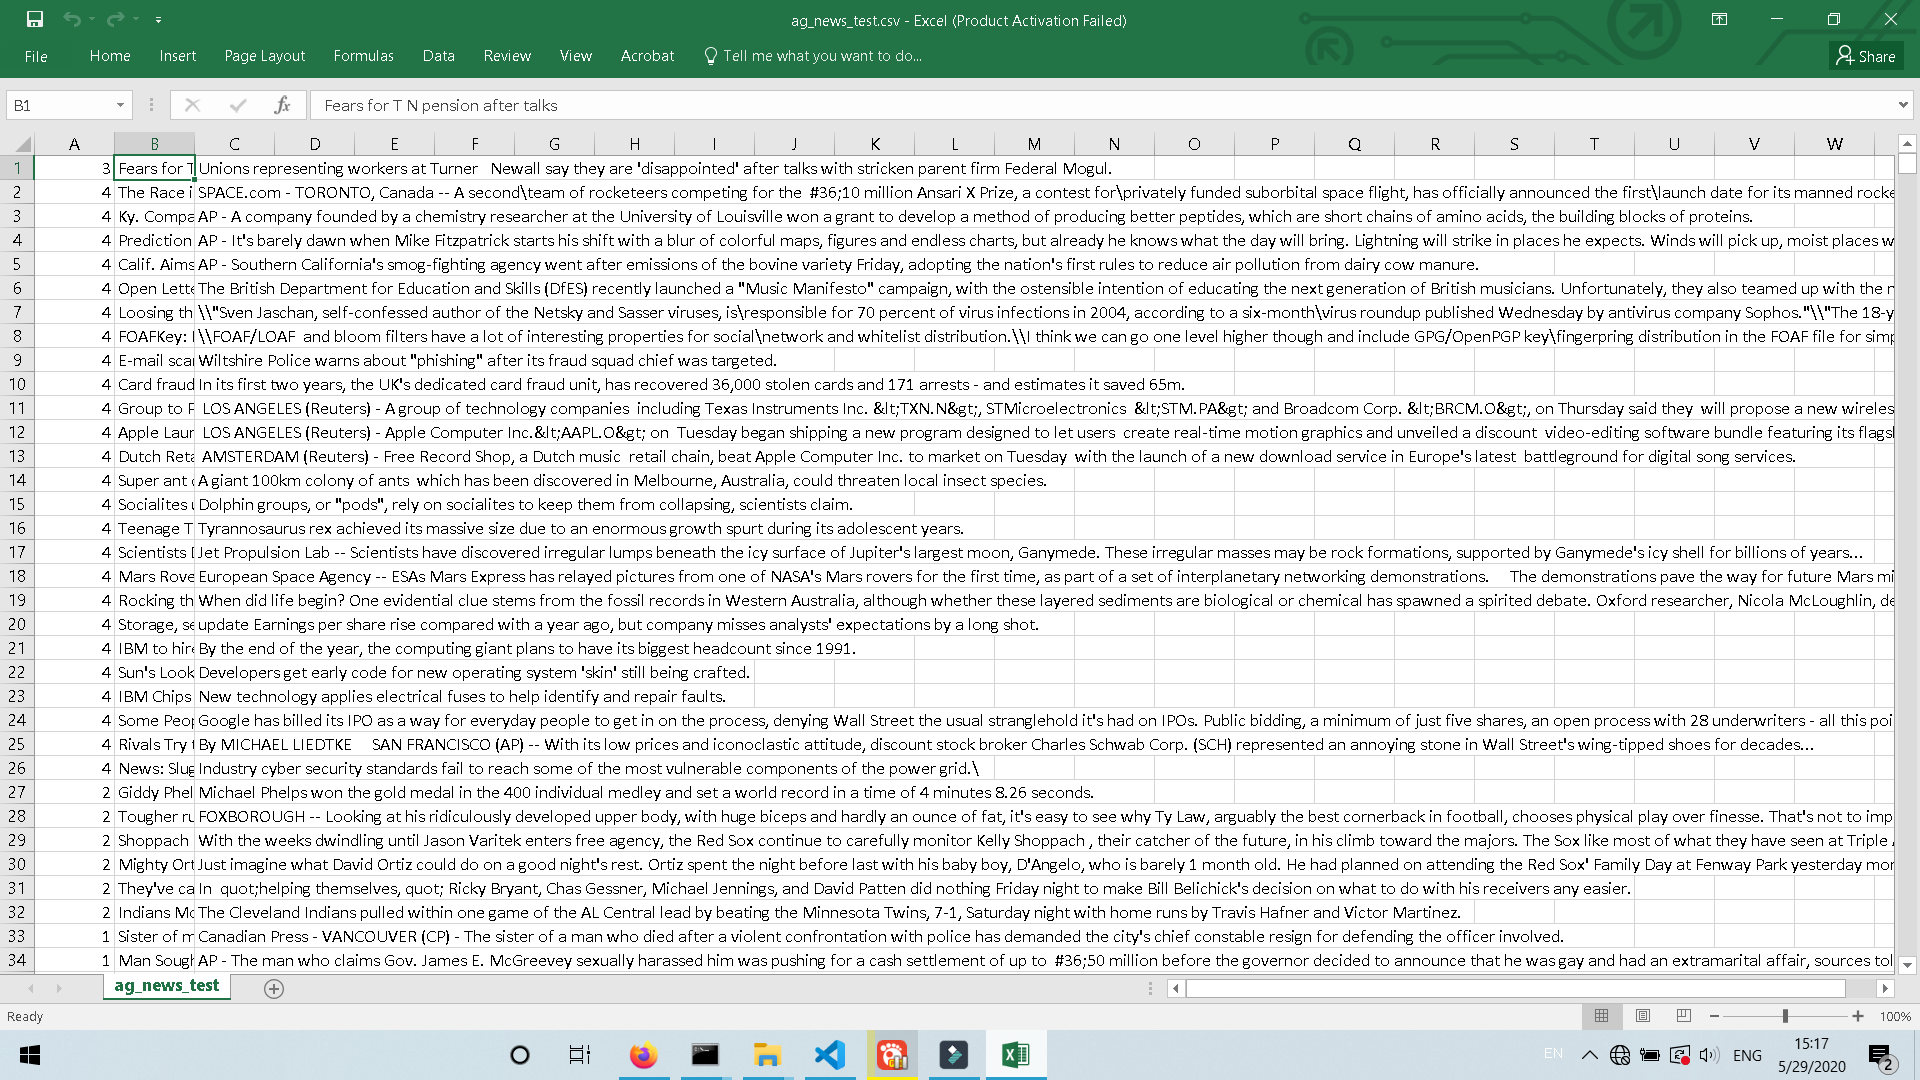 ag_news_test.csv - Excel (Product Activation Failed)
File Home Insert Page Layout Formulas Data Review View Acrobat Tell me what you want to do... Share
B1 fx Fears for T N pension after talks
A B C D E F G H I J K L M N O P Q R S T U V W
1 3 Fears for T Unions representing workers at Turner   Newall say they are 'disappointed' after talks with stricken parent firm Federal Mogul.
2 4 The Race i SPACE.com - TORONTO, Canada -- A second\team of rocketeers competing for the  #36;10 million Ansari X Prize, a contest for\privately funded suborbital space flight, has officially announced the first\launch date for its manned rocke
3 4 Ky. Compa AP - A company founded by a chemistry researcher at the University of Louisville won a grant to develop a method of producing better peptides, which are short chains of amino acids, the building blocks of proteins.
4 4 Prediction AP - It's barely dawn when Mike Fitzpatrick starts his shift with a blur of colorful maps, figures and endless charts, but already he knows what the day will bring. Lightning will strike in places he expects. Winds will pick up, moist places w
5 4 Calif. Aims AP - Southern California's smog-fighting agency went after emissions of the bovine variety Friday, adopting the nation's first rules to reduce air pollution from dairy cow manure.
6 4 Open Lette The British Department for Education and Skills (DfES) recently launched a "Music Manifesto" campaign, with the ostensible intention of educating the next generation of British musicians. Unfortunately, they also teamed up with the
7 4 Loosing th \\"Sven Jaschan, self-confessed author of the Netsky and Sasser viruses, is\responsible for 70 percent of virus infections in 2004, according to a six-month\virus roundup published Wednesday by antivirus company Sophos."\\"The 18-y
8 4 FOAFKey: \\FOAF/LOAF  and bloom filters have a lot of interesting properties for social\network and whitelist distribution.\\I think we can go one level higher though and include GPG/OpenPGP key\fingerpring distribution in the FOAF file for simp
9 4 E-mail scar Wiltshire Police warns about "phishing" after its fraud squad chief was targeted.
10 4 Card fraud In its first two years, the UK's dedicated card fraud unit, has recovered 36,000 stolen cards and 171 arrests - and estimates it saved 65m.
11 4 Group to P LOS ANGELES (Reuters) - A group of technology companies  including Texas Instruments Inc. &lt;TXN.N&gt;, STMicroelectronics  &lt;STM.PA&gt; and Broadcom Corp. &lt;BRCM.O&gt;, on Thursday said they  will propose a new wireles
12 4 Apple Laur LOS ANGELES (Reuters) - Apple Computer Inc.&lt;AAPL.O&gt; on  Tuesday began shipping a new program designed to let users  create real-time motion graphics and unveiled a discount  video-editing software bundle featuring its flags
13 4 Dutch Reta AMSTERDAM (Reuters) - Free Record Shop, a Dutch music  retail chain, beat Apple Computer Inc. to market on Tuesday  with the launch of a new download service in Europe's latest  battleground for digital song services.
14 4 Super ant A giant 100km colony of ants  which has been discovered in Melbourne, Australia, could threaten local insect species.
15 4 Socialites Dolphin groups, or "pods", rely on socialites to keep them from collapsing, scientists claim.
16 4 Teenage T Tyrannosaurus rex achieved its massive size due to an enormous growth spurt during its adolescent years.
17 4 Scientists Jet Propulsion Lab -- Scientists have discovered irregular lumps beneath the icy surface of Jupiter's largest moon, Ganymede. These irregular masses may be rock formations, supported by Ganymede's icy shell for billions of years...
18 4 Mars Rove European Space Agency -- ESAs Mars Express has relayed pictures from one of NASA's Mars rovers for the first time, as part of a set of interplanetary networking demonstrations.     The demonstrations pave the way for future Mars mi
19 4 Rocking th When did life begin? One evidential clue stems from the fossil records in Western Australia, although whether these layered sediments are biological or chemical has spawned a spirited debate. Oxford researcher, Nicola McLoughlin, de
20 4 Storage, se update Earnings per share rise compared with a year ago, but company misses analysts' expectations by a long shot.
21 4 IBM to hire By the end of the year, the computing giant plans to have its biggest headcount since 1991.
22 4 Sun's Look Developers get early code for new operating system 'skin' still being crafted.
23 4 IBM Chips New technology applies electrical fuses to help identify and repair faults.
24 4 Some Peop Google has billed its IPO as a way for everyday people to get in on the process, denying Wall Street the usual stranglehold it's had on IPOs. Public bidding, a minimum of just five shares, an open process with 28 underwriters - all this poi
25 4 Rivals Try By MICHAEL LIEDTKE     SAN FRANCISCO (AP) -- With its low prices and iconoclastic attitude, discount stock broker Charles Schwab Corp. (SCH) represented an annoying stone in Wall Street's wing-tipped shoes for decades...
26 4 News: Slug Industry cyber security standards fail to reach some of the most vulnerable components of the power grid.\
27 2 Giddy Phel Michael Phelps won the gold medal in the 400 individual medley and set a world record in a time of 4 minutes 8.26 seconds.
28 2 Tougher ru FOXBOROUGH -- Looking at his ridiculously developed upper body, with huge biceps and hardly an ounce of fat, it's easy to see why Ty Law, arguably the best cornerback in football, chooses physical play over finesse. That's not to imp
29 2 Shoppach With the weeks dwindling until Jason Varitek enters free agency, the Red Sox continue to carefully monitor Kelly Shoppach , their catcher of the future, in his climb toward the majors. The Sox like most of what they have seen at Triple
30 2 Mighty Ort Just imagine what David Ortiz could do on a good night's rest. Ortiz spent the night before last with his baby boy, D'Angelo, who is barely 1 month old. He had planned on attending the Red Sox' Family Day at Fenway Park yesterday mor
31 2 They've ca In  quot;helping themselves, quot; Ricky Bryant, Chas Gessner, Michael Jennings, and David Patten did nothing Friday night to make Bill Belichick's decision on what to do with his receivers any easier.
32 2 Indians Mo The Cleveland Indians pulled within one game of the AL Central lead by beating the Minnesota Twins, 7-1, Saturday night with home runs by Travis Hafner and Victor Martinez.
33 1 Sister of m Canadian Press - VANCOUVER (CP) - The sister of a man who died after a violent confrontation with police has demanded the city's chief constable resign for defending the officer involved.
34 1 Man Sough AP - The man who claims Gov. James E. McGreevey sexually harassed him was pushing for a cash settlement of up to  #36;50 million before the governor decided to announce that he was gay and had an extramarital affair, sources tol
ag_news_test
Ready 100%
EN ENG 15:17
5/29/2020 2